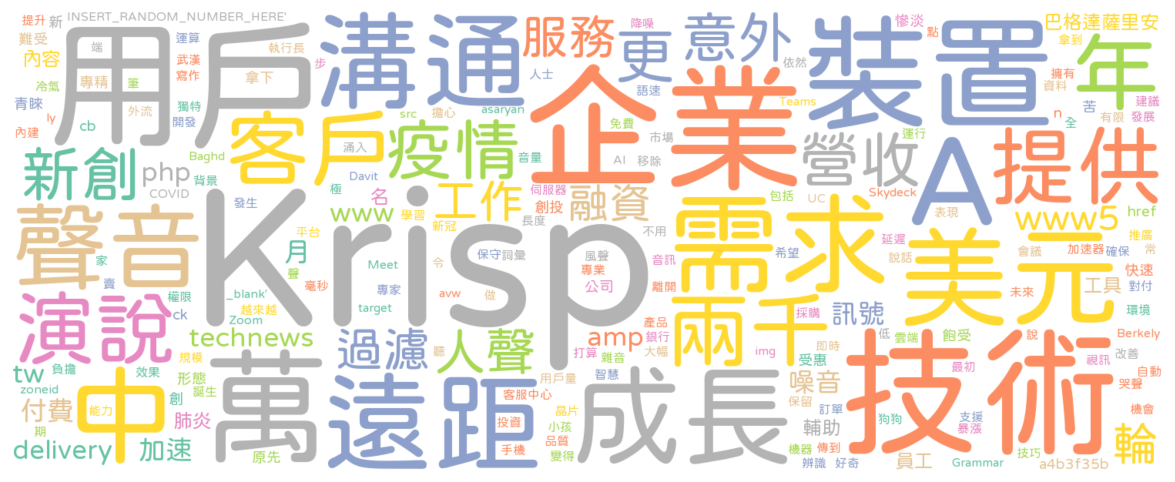 提升 新 INSERT_RANDOM_NUMBER_HERE'
難受 端 運算 執行長
內容 專精 筆 武漢 寫作 拿下 步
冷氣 青睞 外流 獨特 開發
ly 內建 cb
用戶 溝通 服務 更 意外 裝置 年
降噪 慘淡 點 巴格達薩里安
拿到 擁有 資料 建議 發展
人士 語速 依然 Teams 苦 有限 n 全
src 擔心 asaryan 免費 市場 運行
客戶 疫情 企業 營收 A 提供
新創 php Baghd 涌入 音量 AI 移除
COVID 背景 Davit 極 名 伺服器 包括 UC Skydeck
發生 工作 創投 融資 表現
聲音 Krisp www 學習 長度 不用 需求 www5 href
月 平台 新冠 風聲 音訊 希望 延遲 說話 會議 推廣 常
聲 家 Meet 保守 詞量 專業 離開 美元 加速器 確保
賣 毫秒 令 公司 工具 快速 對付
演說 權限 _blank' 專家 avw 做 採購 訊號 未來 環境
ck 越來越 target 兩千
Zoom technews 過濾 人聲 amp 產品 銀行 低 說 Berkely
聽 打算 雜音 大幅 img 即時 雲端 飽受 視訊 改善
tw 負擔 效果 規模 智慧 受惠 最初 自動
zoneid 形態 誕生 用戶量 噪音 技術 哭聲
付費 中 能力 創 萬 遠距 客服中心 成長 保留 訂單 機會
肺炎 晶片 投資 小孩 輔助 狗狗 支援 暴漲
期 品質 輪
delivery 加速 原先 手機 變得 機器 傳到 技巧
辨識 好奇 員工 Grammar a4b3f35b